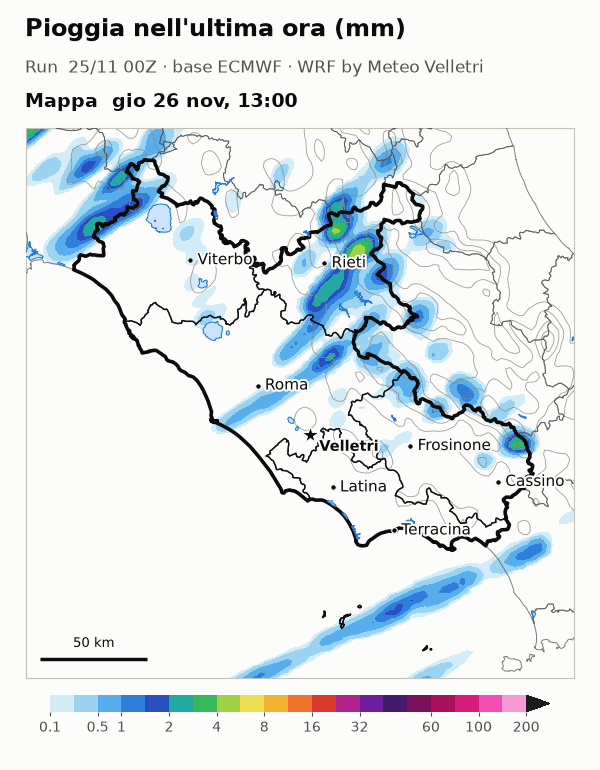 Pioggia nell'ultima ora (mm)
Run 25/11 00Z · base ECMWF · WRF by Meteo Velletri
Mappa gio 26 nov, 13:00
Viterbo
Rieti
Roma
Velletri
Frosinone
Latina
Cassino
Terracina
50 km
0.1 0.5 1 2 4 8 16 32 60 100 200